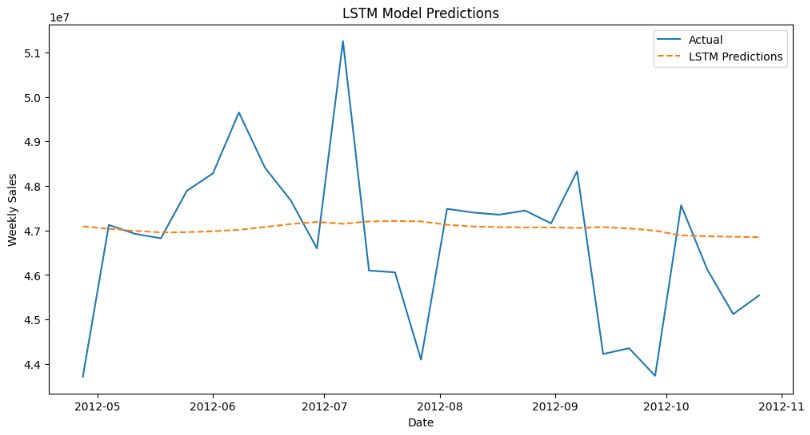 LSTM Model Predictions
1e7
Actual
LSTM Predictions
5.1
5.0
4.9
4.8
4.7
4.6
4.5
4.4
Weekly Sales
2012-05 2012-06 2012-07 2012-08 2012-09 2012-10 2012-11
Date